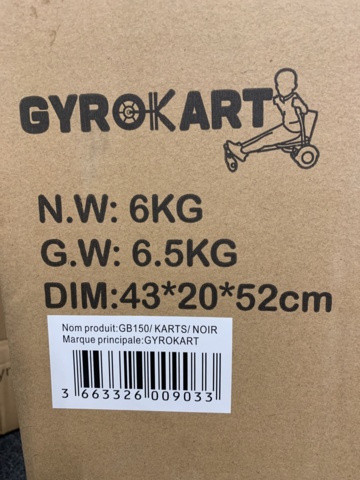 GYROKART
N.W: 6KG
G.W: 6.5KG
DIM:43*20*52cm
Nom produit:GB150/ KARTS/ NOIR
Marque principale:GYROKART
3 663326 009033